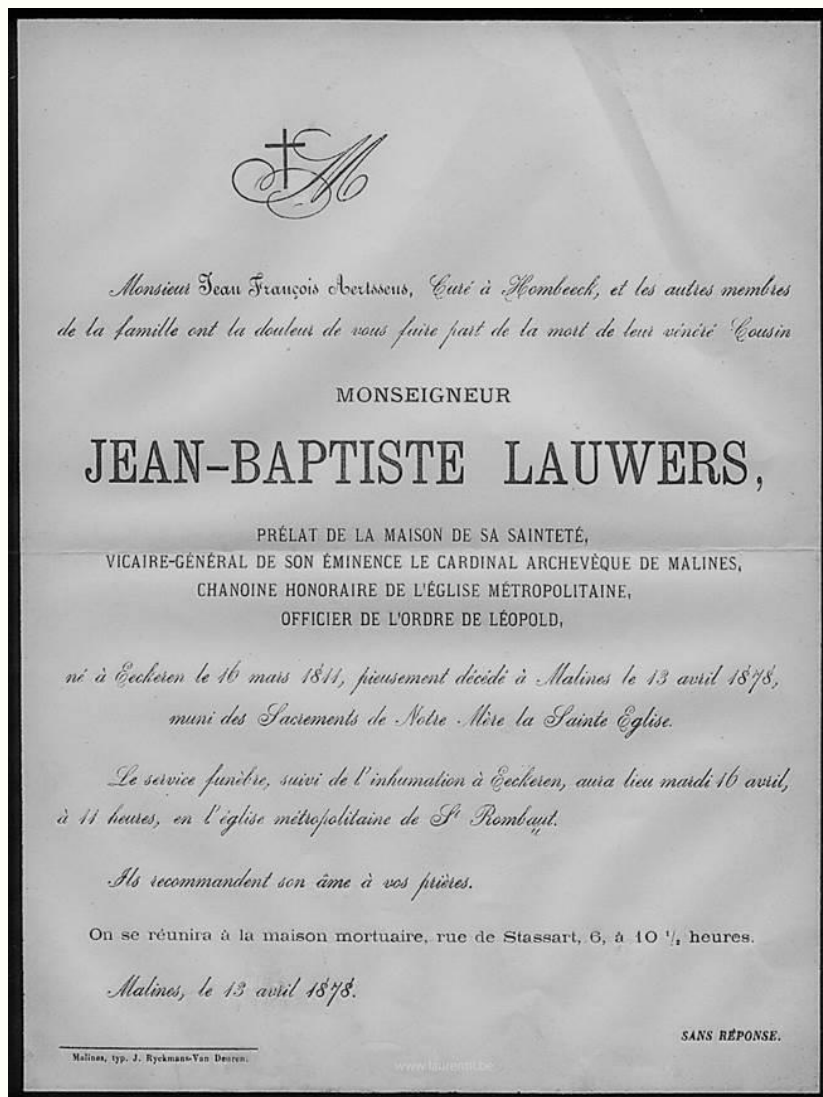 M
Monsieur Jean François Aertssens, Curé à Hombeeck, et les autres membres
de la famille ont la douleur de vous faire part de la mort de leur vénéré Cousin
MONSEIGNEUR
JEAN-BAPTISTE LAUWERS,
PRÉLAT DE LA MAISON DE SA SAINTETÉ,
VICAIRE-GÉNÉRAL DE SON ÉMINENCE LE CARDINAL ARCHEVÊQUE DE MALINES,
CHANOINE HONORAIRE DE L'ÉGLISE MÉTROPOLITAINE,
OFFICIER DE L'ORDRE DE LÉOPOLD,
né à Eeckeren le 16 mars 1811, pieusement décédé à Malines le 13 avril 1878,
muni des Sacrements de Notre Mère la Sainte Eglise.
Le service funèbre, suivi de l'inhumation à Eeckeren, aura lieu mardi 16 avril,
à 11 heures, en l'église métropolitaine de St Rombaut.
Ils recommandent son âme à vos prières.
On se réunira à la maison mortuaire, rue de Stassart, 6, à 10 1/2 heures.
Malines, le 13 avril 1878.
SANS RÉPONSE.
Malines, typ. J. Ryckmans-Van Deuren.